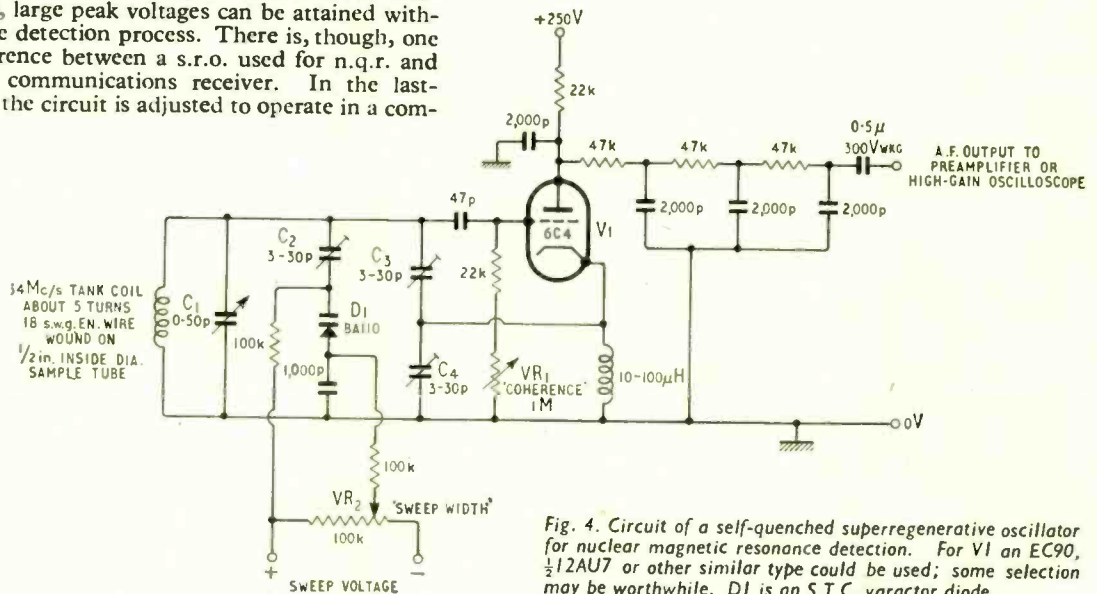 , large peak voltages can be attained with-
e detection process. There is, though, one
rence between a s.r.o. used for n.q.r. and
communications receiver. In the last-
the circuit is adjusted to operate in a com-
+250V
22k
2,000p
47k
47k
47k
0·5µ
300V WKG
A.F. OUTPUT TO
PREAMPLIFIER OR
HIGH-GAIN OSCILLOSCOPE
2,000p
2,000p
2,000p
47p
6C4
V1
C2
3-30p
C3
3-30p
22k
34Mc/s TANK COIL
ABOUT 5 TURNS
18 s.w.g. EN. WIRE
WOUND ON
1/2in. INSIDE DIA.
SAMPLE TUBE
C1
0-50p
100k
D1
BA110
1,000p
C4
3-30p
VR1
'COHERENCE'
1M
10-100µH
0V
100k
VR2
'SWEEP WIDTH'
100k
+
-
SWEEP VOLTAGE
Fig. 4. Circuit of a self-quenched superregenerative oscillator
for nuclear magnetic resonance detection. For V1 an EC90,
½12AU7 or other similar type could be used; some selection
may be worthwhile. D1 is an S.T.C. varactor diode.